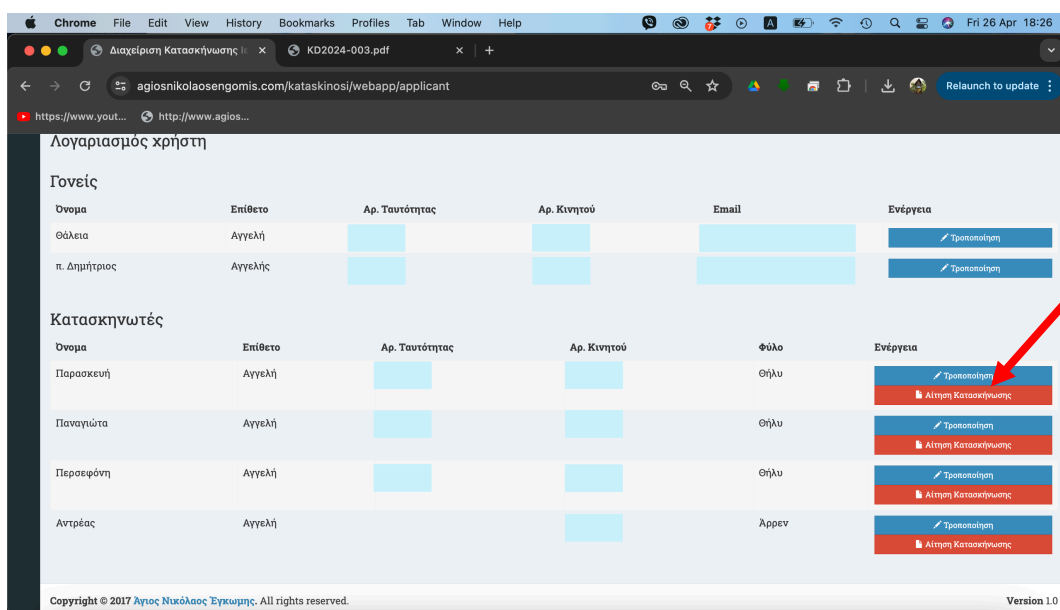 Chrome File Edit View History Bookmarks Profiles Tab Window Help Fri 26 Apr 18:26
Διαχείριση Κατασκήνωσης KD2024-003.pdf
agiosnikolaosengomis.com/kataskinosi/webapp/applicant Relaunch to update
https://www.yout... http://www.agios...
Λογαριασμός χρήστη
Γονείς
Όνομα Επίθετο Αρ. Ταυτότητας Αρ. Κινητού Email Ενέργεια
Θάλεια Αγγελή Τροποποίηση
π. Δημήτριος Αγγελής Τροποποίηση
Κατασκηνωτές
Όνομα Επίθετο Αρ. Ταυτότητας Αρ. Κινητού Φύλο Ενέργεια
Παρασκευή Αγγελή Θήλυ Τροποποίηση
Αίτηση Κατασκήνωσης
Παναγιώτα Αγγελή Θήλυ Τροποποίηση
Αίτηση Κατασκήνωσης
Περσεφόνη Αγγελή Θήλυ Τροποποίηση
Αίτηση Κατασκήνωσης
Αντρέας Αγγελή Άρρεν Τροποποίηση
Αίτηση Κατασκήνωσης
Copyright © 2017 Άγιος Νικόλαος Έγκωμης. All rights reserved. Version 1.0